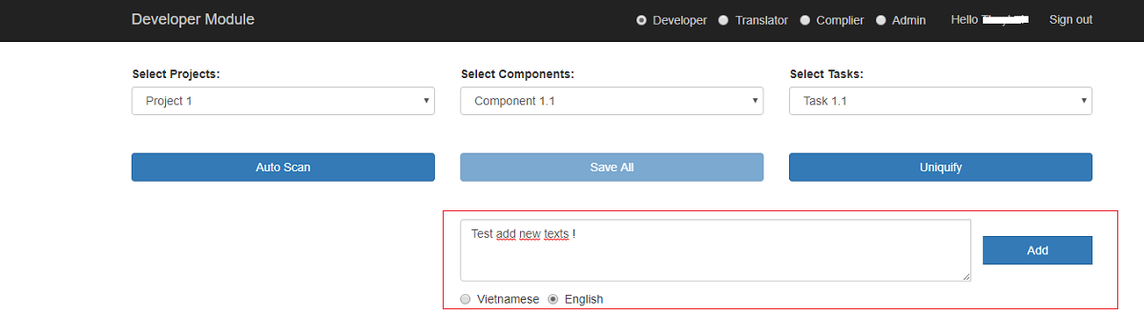 Developer Module
Developer Translator Complier Admin Hello Sign out
Select Projects: Select Components: Select Tasks:
Project 1 Component 1.1 Task 1.1
Auto Scan Save All Uniquify
Test add new texts !
Add
Vietnamese English